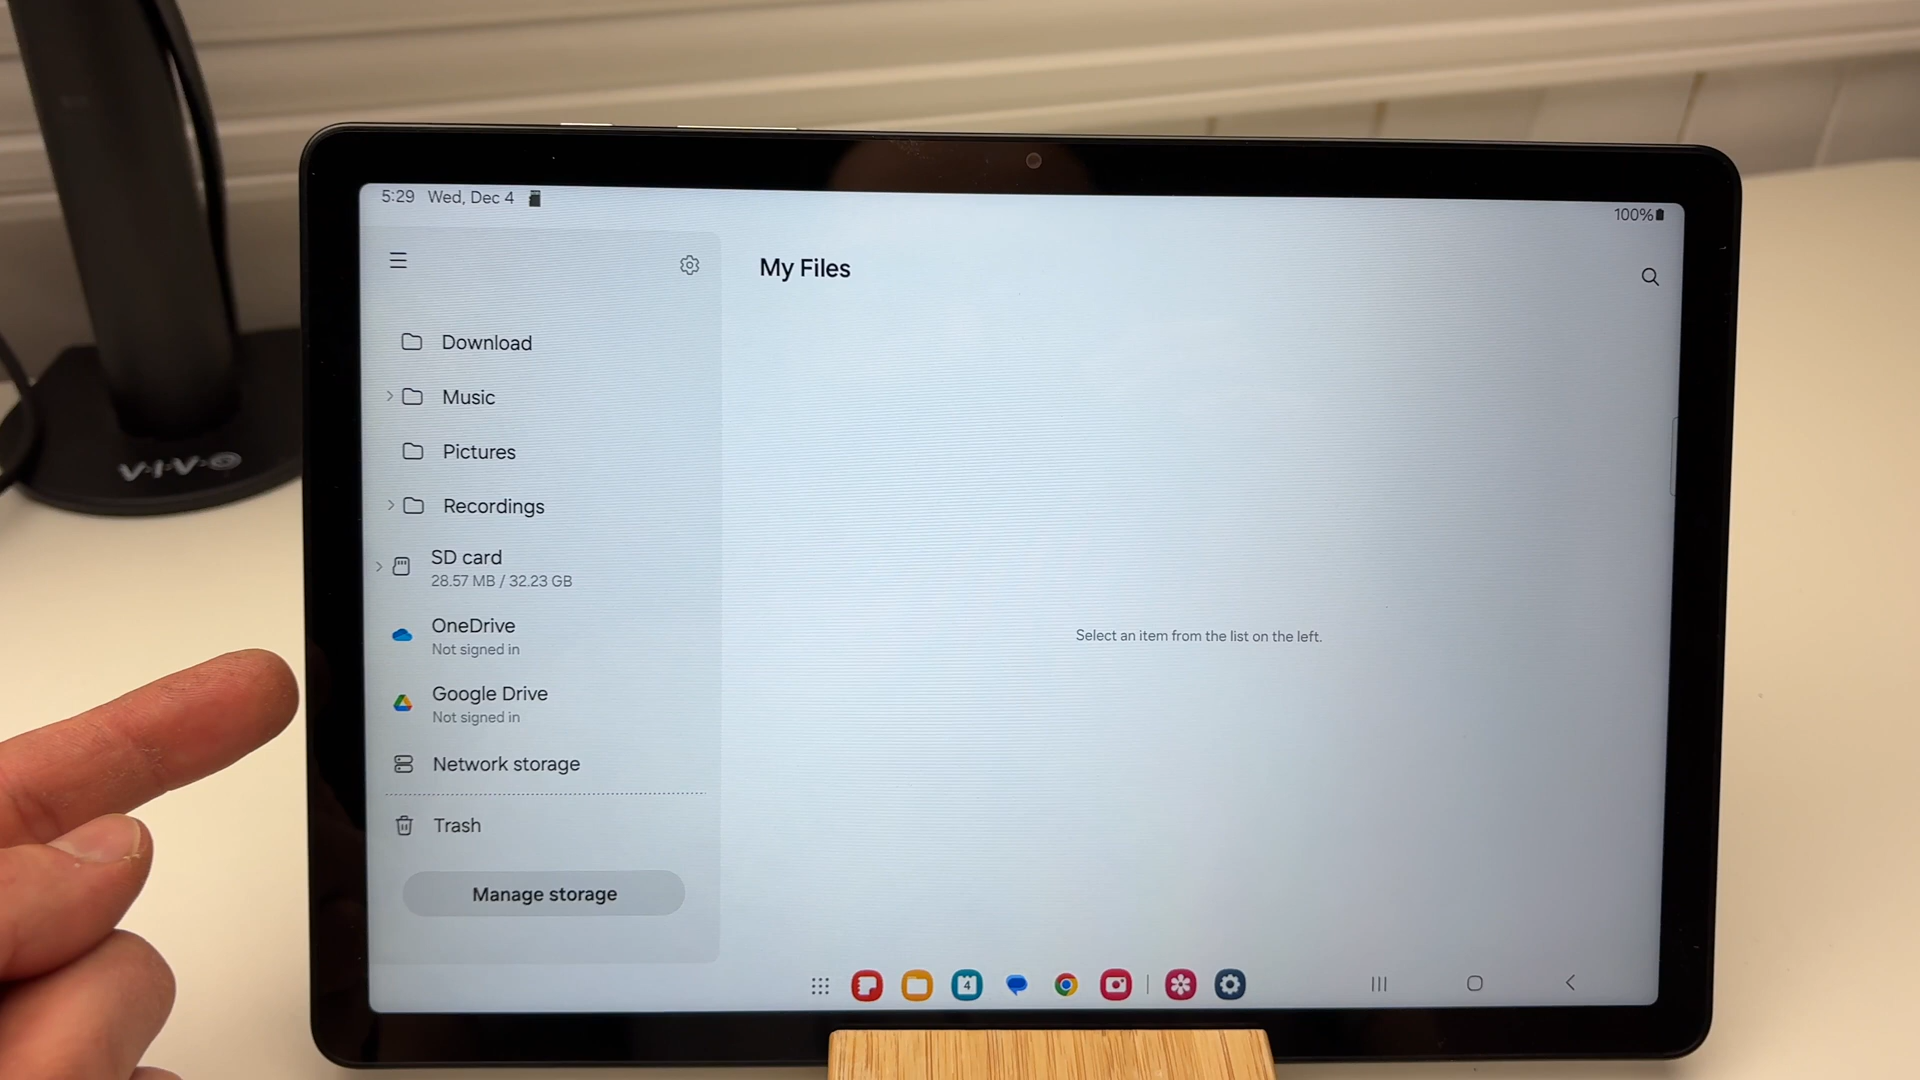 VIVO
5:29 Wed, Dec 4
100%
My Files
Download
Music
Pictures
Recordings
SD card
28.57 MB / 32.23 GB
OneDrive
Not signed in
Google Drive
Not signed in
Network storage
Trash
Manage storage
Select an item from the list on the left.
4